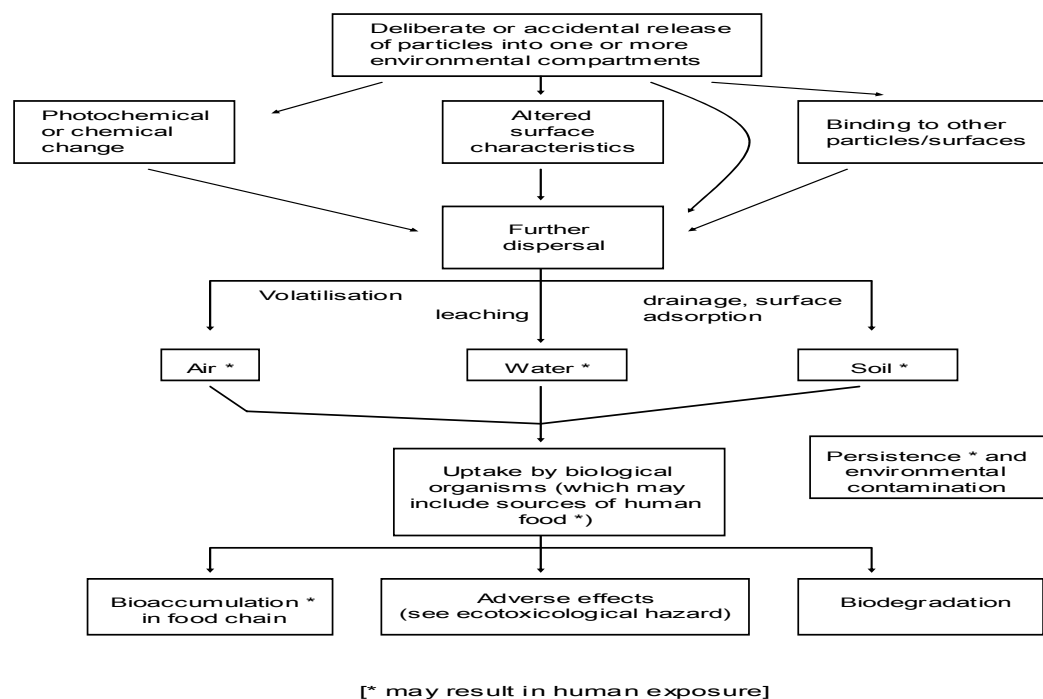 Deliberate or accidental release
of particles into one or more
environmental compartments
Photochemical
or chemical
change
Altered
surface
characteristics
Binding to other
particles/surfaces
Further
dispersal
Volatilisation
leaching
drainage, surface
adsorption
Air *
Water *
Soil *
Uptake by biological
organisms (which may
include sources of human
food *)
Persistence * and
environmental
contamination
Bioaccumulation *
in food chain
Adverse effects
(see ecotoxicological hazard)
Biodegradation
[* may result in human exposure]